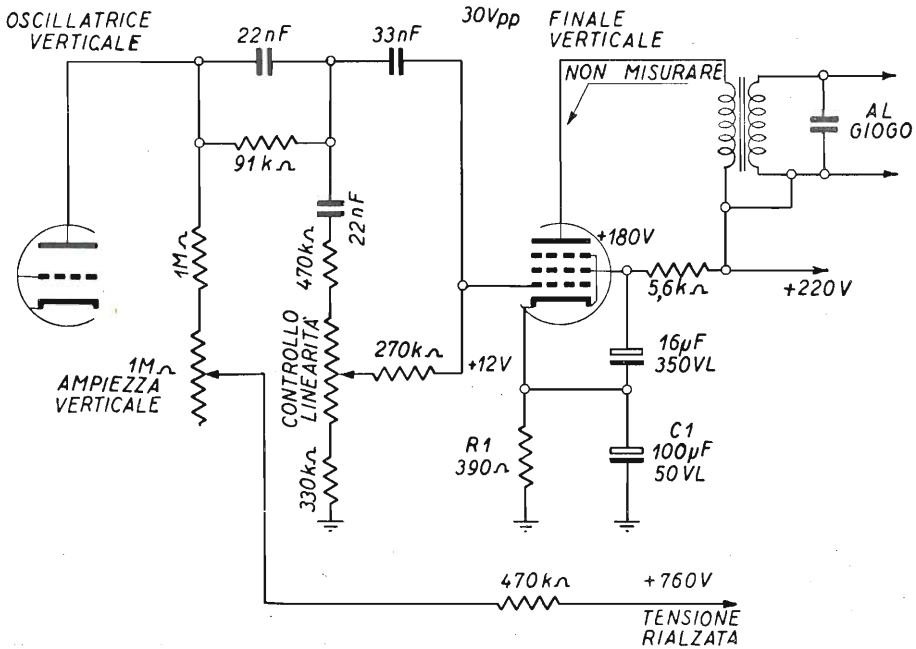 OSCILLATRICE
VERTICALE
22nF
33nF
30Vpp
FINALE
VERTICALE
NON MISURARE
AL
GIOGO
91kΩ
22nF
1MΩ
470kΩ
+180V
5,6kΩ
+220V
1MΩ
AMPIEZZA
VERTICALE
CONTROLLO
LINEARITÀ
270kΩ
+12V
16µF
350VL
R1
390Ω
C1
100µF
50VL
330kΩ
470kΩ
+760V
TENSIONE
RIALZATA